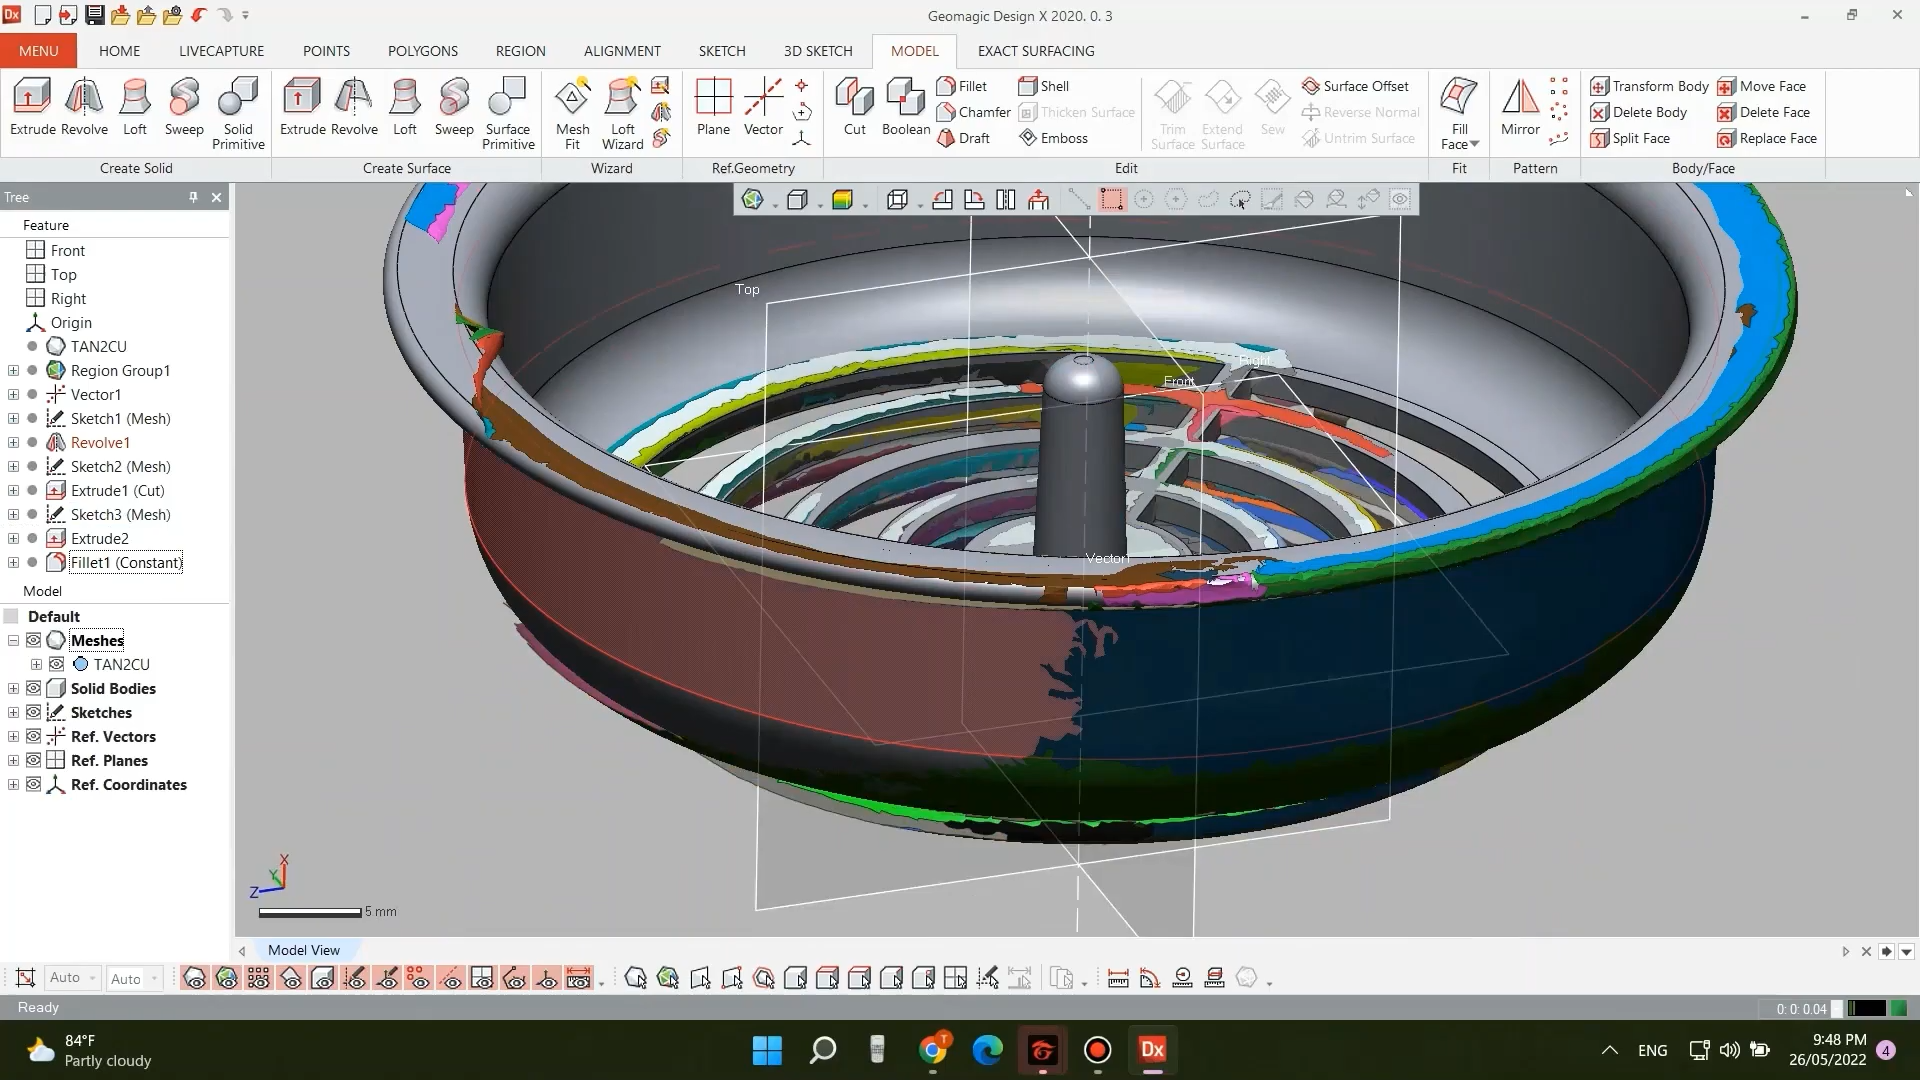 Dx
Geomagic Design X 2020. 0. 3
MENU HOME LIVECAPTURE POINTS POLYGONS REGION ALIGNMENT SKETCH 3D SKETCH MODEL EXACT SURFACING
Extrude Revolve Loft Sweep Solid Primitive
Create Solid
Extrude Revolve Loft Sweep Surface Primitive
Create Surface
Mesh Fit Loft Wizard
Wizard
Plane Vector
Ref.Geometry
Cut Boolean
Fillet Shell
Chamfer Thicken Surface
Draft Emboss
Trim Surface Extend Surface Sew
Surface Offset
Reverse Normal
Untrim Surface
Edit
Fill Face
Fit
Mirror
Pattern
Transform Body Move Face
Delete Body Delete Face
Split Face Replace Face
Body/Face
Tree
Feature
Front
Top
Right
Origin
TAN2CU
Region Group1
Vector1
Sketch1 (Mesh)
Revolve1
Sketch2 (Mesh)
Extrude1 (Cut)
Sketch3 (Mesh)
Extrude2
Fillet1 (Constant)
Model
Default
Meshes
TAN2CU
Solid Bodies
Sketches
Ref. Vectors
Ref. Planes
Ref. Coordinates
Top
Right
Front
Vector1
X
Y
Z
5 mm
Model View
Auto Auto
Ready
0: 0: 0.04
84°F
Partly cloudy
T
Dx
ENG
9:48 PM
26/05/2022
4